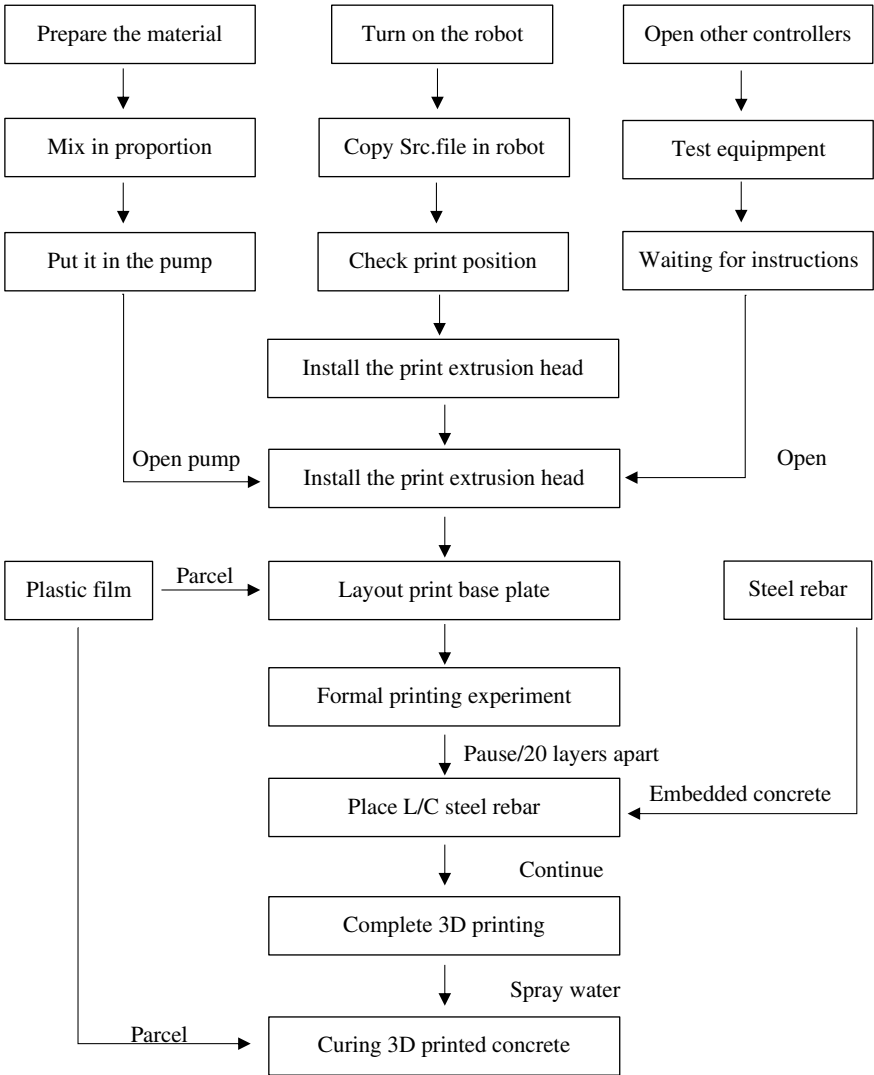 Prepare the material
Turn on the robot
Open other controllers
Mix in proportion
Copy Src.file in robot
Test equipmpent
Put it in the pump
Check print position
Waiting for instructions
Install the print extrusion head
Open pump
Install the print extrusion head
Open
Plastic film
Parcel
Layout print base plate
Steel rebar
Formal printing experiment
Pause/20 layers apart
Place L/C steel rebar
Embedded concrete
Continue
Complete 3D printing
Spray water
Parcel
Curing 3D printed concrete